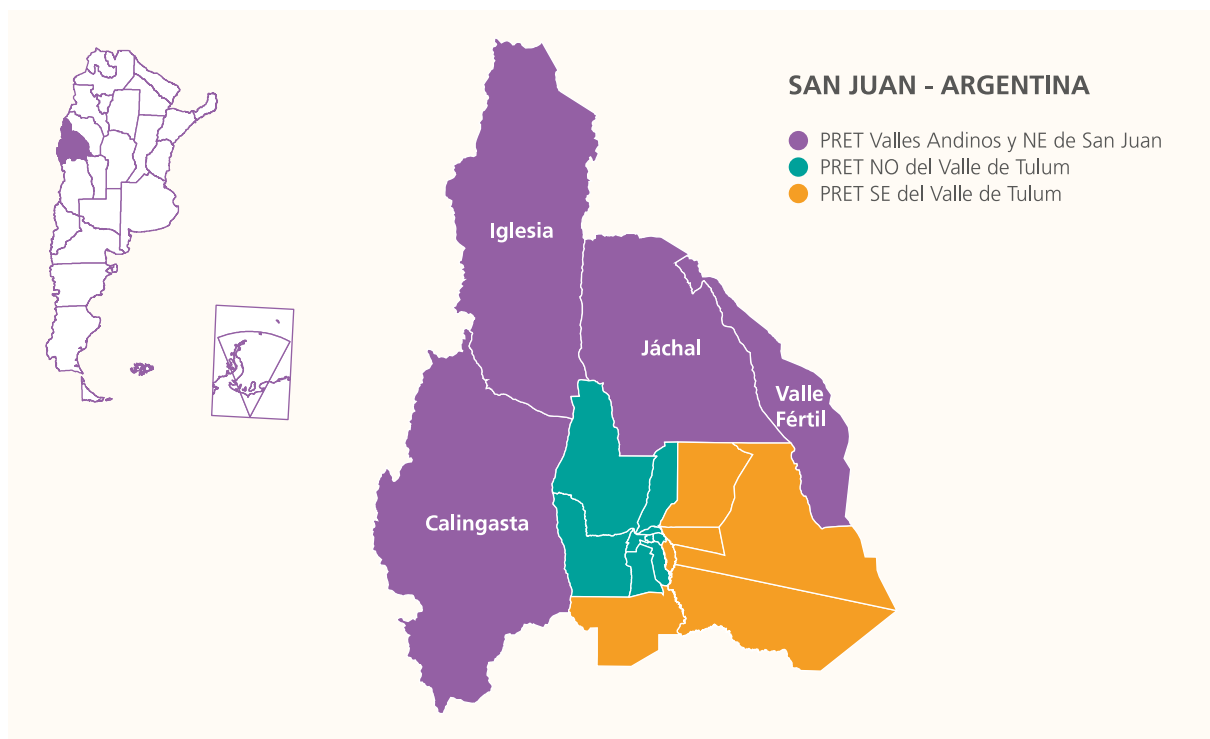 SAN JUAN - ARGENTINA
PRET Valles Andinos y NE de San Juan
PRET NO del Valle de Tulum
PRET SE del Valle de Tulum
Iglesia
Jáchal
Valle
Fértil
Calingasta